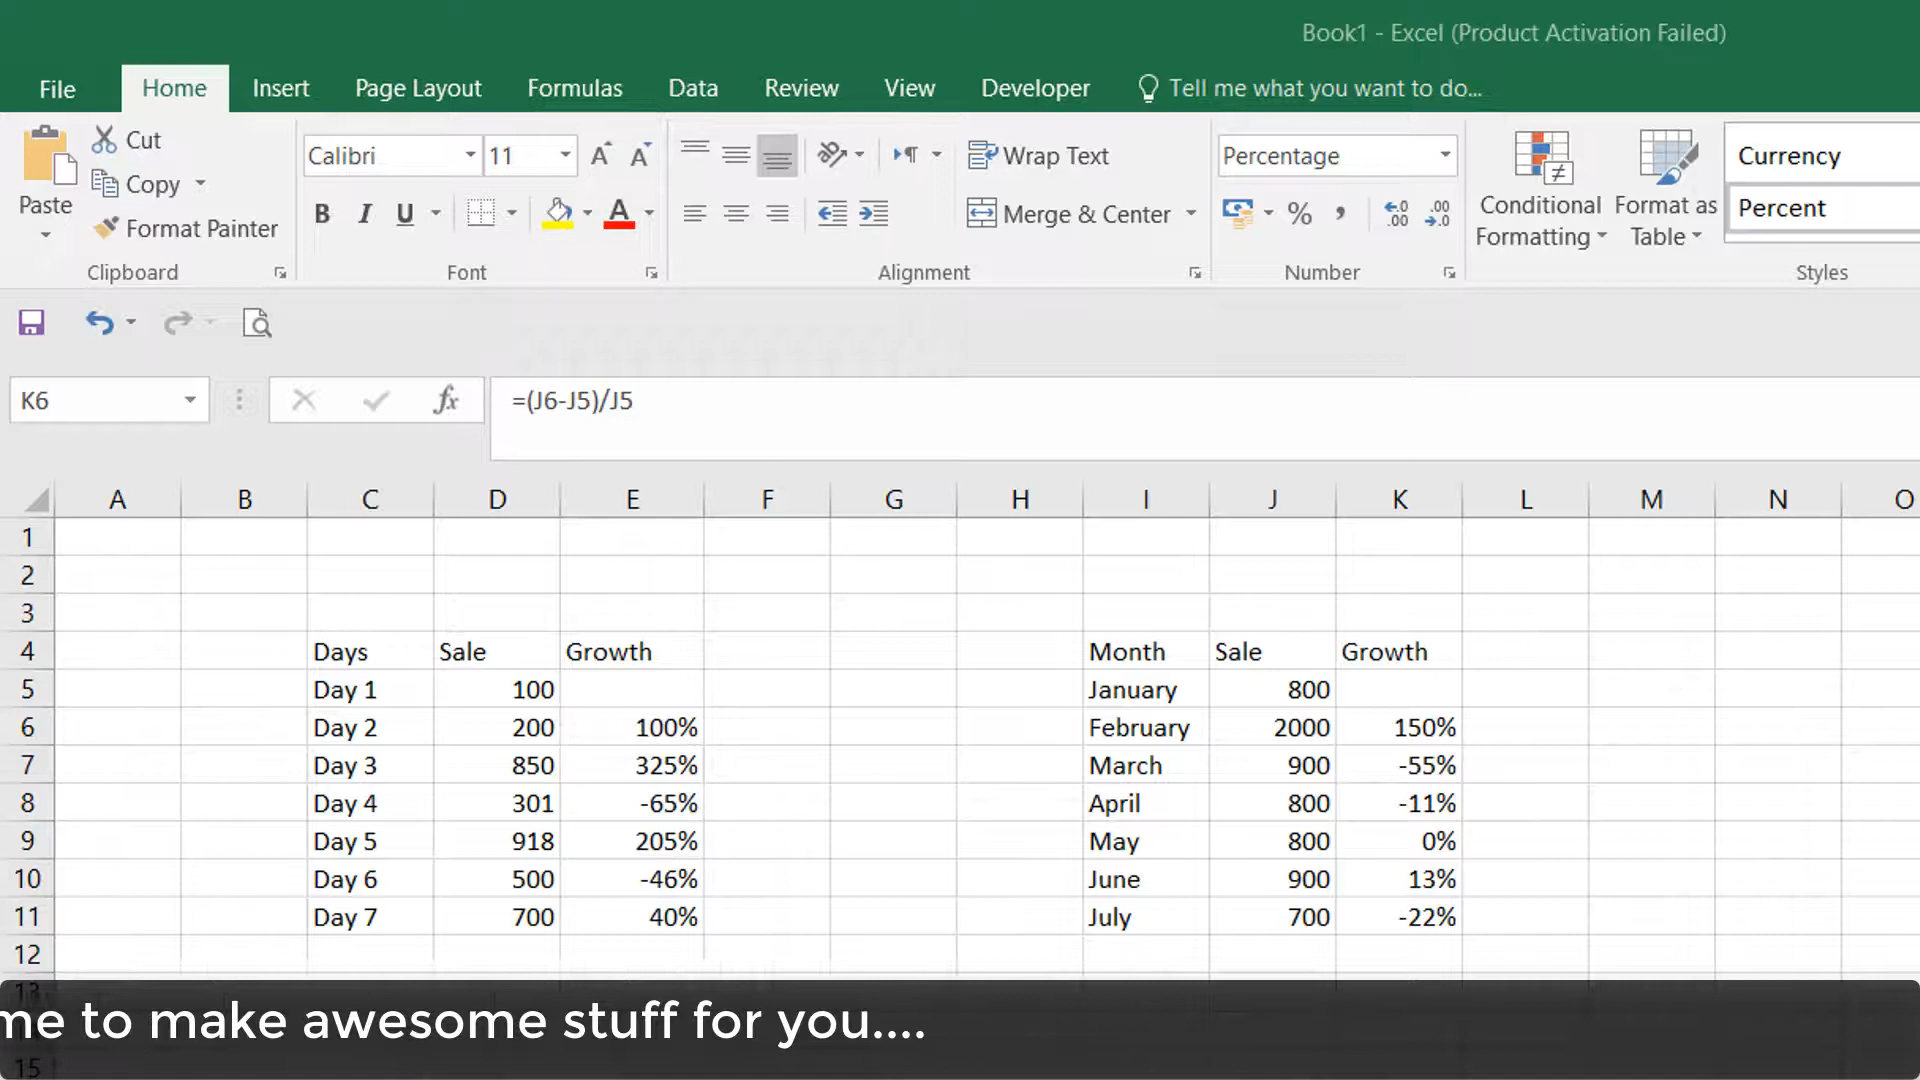 Book1 - Excel (Product Activation Failed)
File Home Insert Page Layout Formulas Data Review View Developer Tell me what you want to do...
Paste
Cut
Copy
Format Painter
Clipboard
Calibri 11
B I U A
Font
Wrap Text
Merge & Center
Alignment
Percentage
% ,
Number
Conditional Formatting
Format as Table
Currency
Percent
Styles
K6 fx =(J6-J5)/J5
A B C D E F G H I J K L M N O
1
2
3
4 Days Sale Growth Month Sale Growth
5 Day 1 100 January 800
6 Day 2 200 100% February 2000 150%
7 Day 3 850 325% March 900 -55%
8 Day 4 301 -65% April 800 -11%
9 Day 5 918 205% May 800 0%
10 Day 6 500 -46% June 900 13%
11 Day 7 700 40% July 700 -22%
12
13
me to make awesome stuff for you....
15